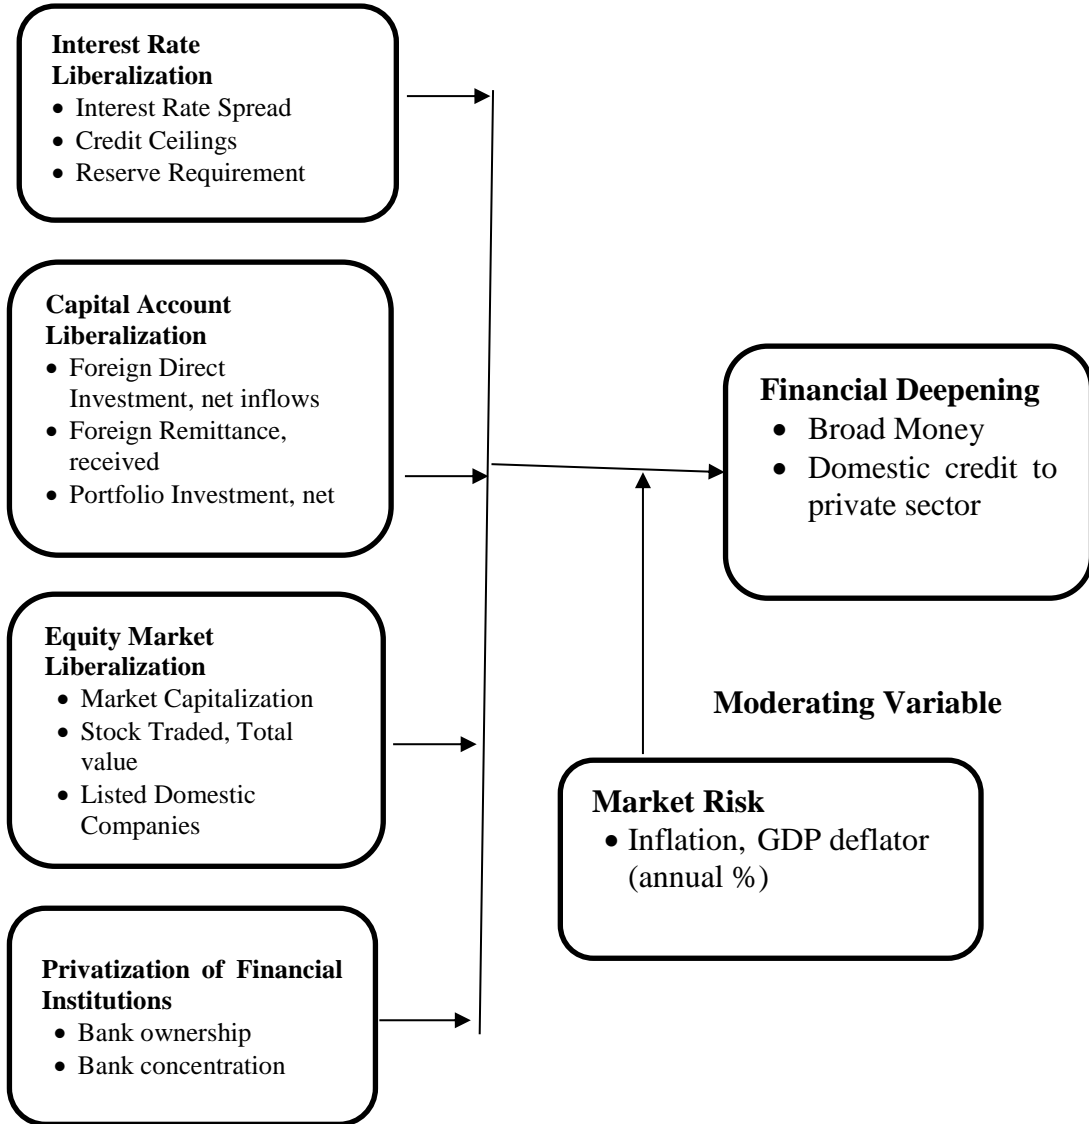 Interest Rate
Liberalization
• Interest Rate Spread
• Credit Ceilings
• Reserve Requirement
Capital Account
Liberalization
• Foreign Direct
Investment, net inflows
• Foreign Remittance,
received
• Portfolio Investment, net
Equity Market
Liberalization
• Market Capitalization
• Stock Traded, Total
value
• Listed Domestic
Companies
Privatization of Financial
Institutions
• Bank ownership
• Bank concentration
Financial Deepening
• Broad Money
• Domestic credit to
private sector
Moderating Variable
Market Risk
• Inflation, GDP deflator
(annual %)